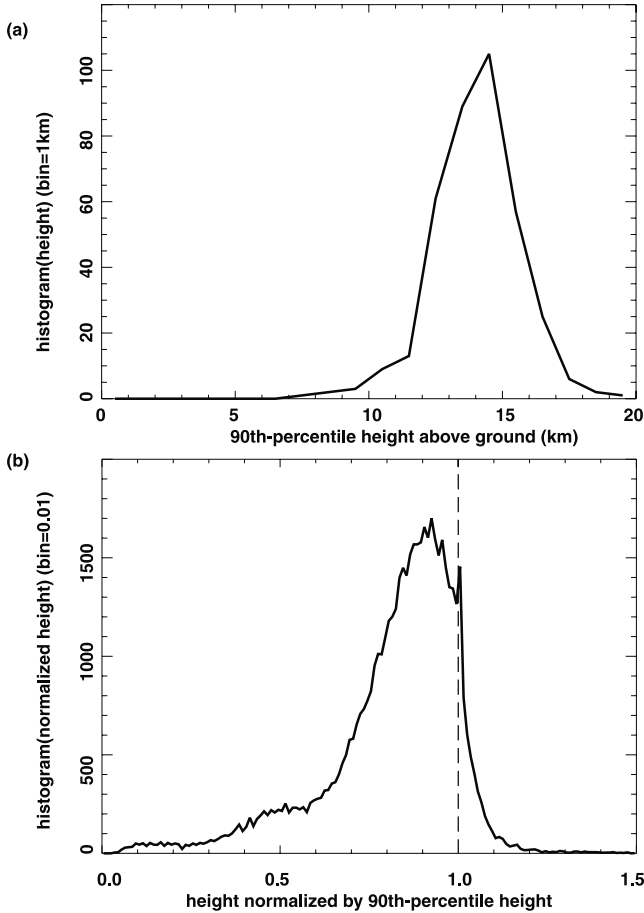 (a)
histogram(height) (bin=1km)
100
80
60
40
20
0
0 5 10 15 20
90th-percentile height above ground (km)
(b)
histogram(normalized height) (bin=0.01)
1500
1000
500
0
0.0 0.5 1.0 1.5
height normalized by 90th-percentile height